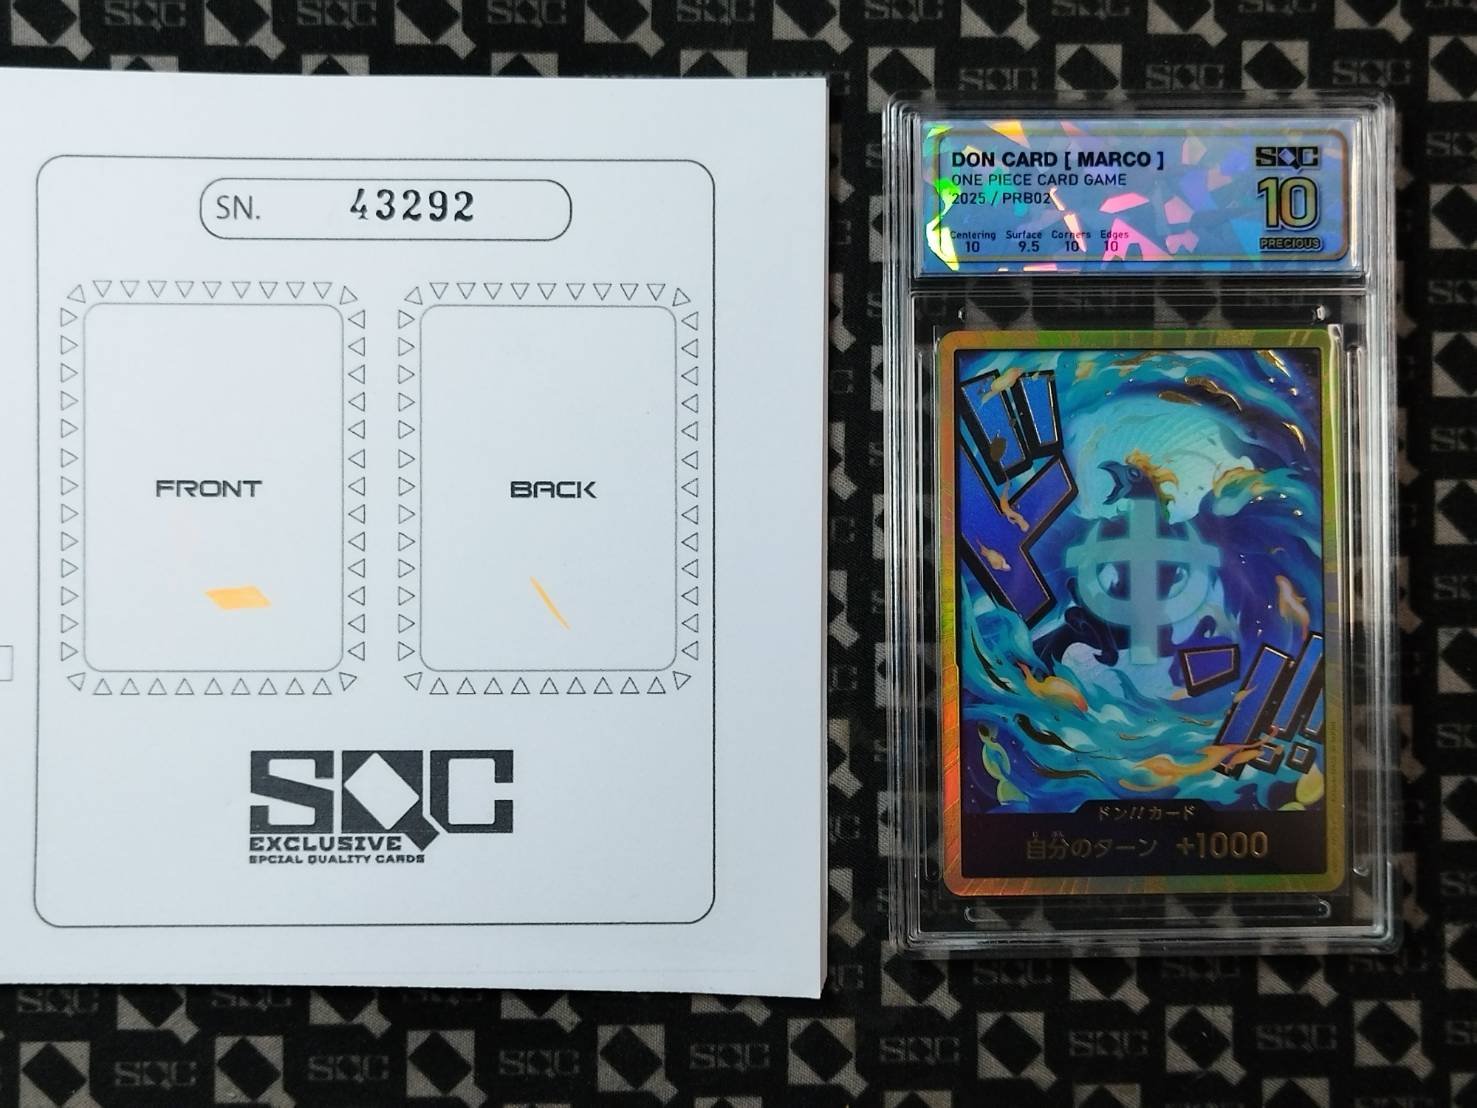 SN. 43292
FRONT
BACK
SQC
EXCLUSIVE
SPCIAL QUALITY CARDS
DON CARD [ MARCO ]
ONE PIECE CARD GAME
2025 / PRB02
Centering Surface Corners Edges
10 9.5 10 10
SQC
10
PRECIOUS
ドン!!
ドン!!カード
自分のターン +1000